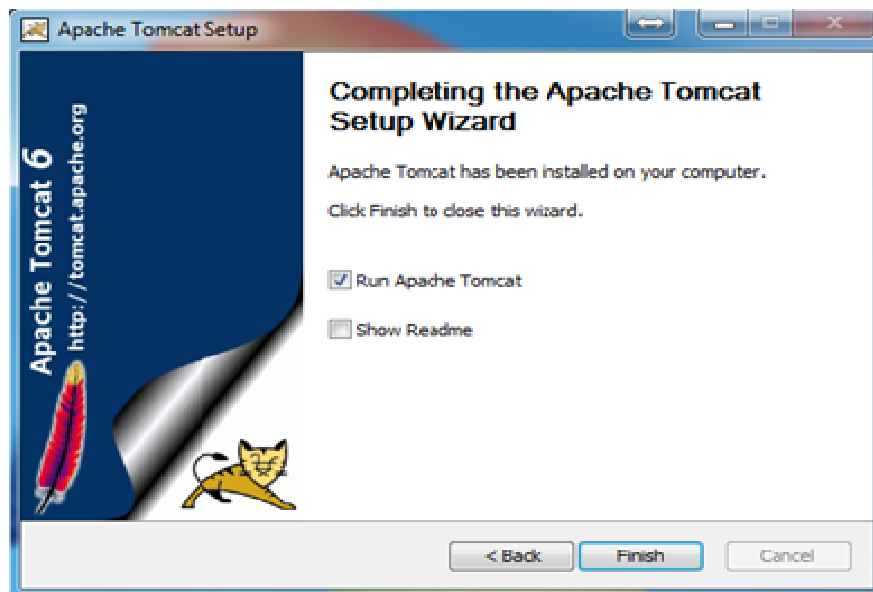 Apache Tomcat Setup
Apache Tomcat 6
http://tomcat.apache.org
Completing the Apache Tomcat
Setup Wizard
Apache Tomcat has been installed on your computer.
Click Finish to close this wizard.
Run Apache Tomcat
Show Readme
< Back
Finish
Cancel